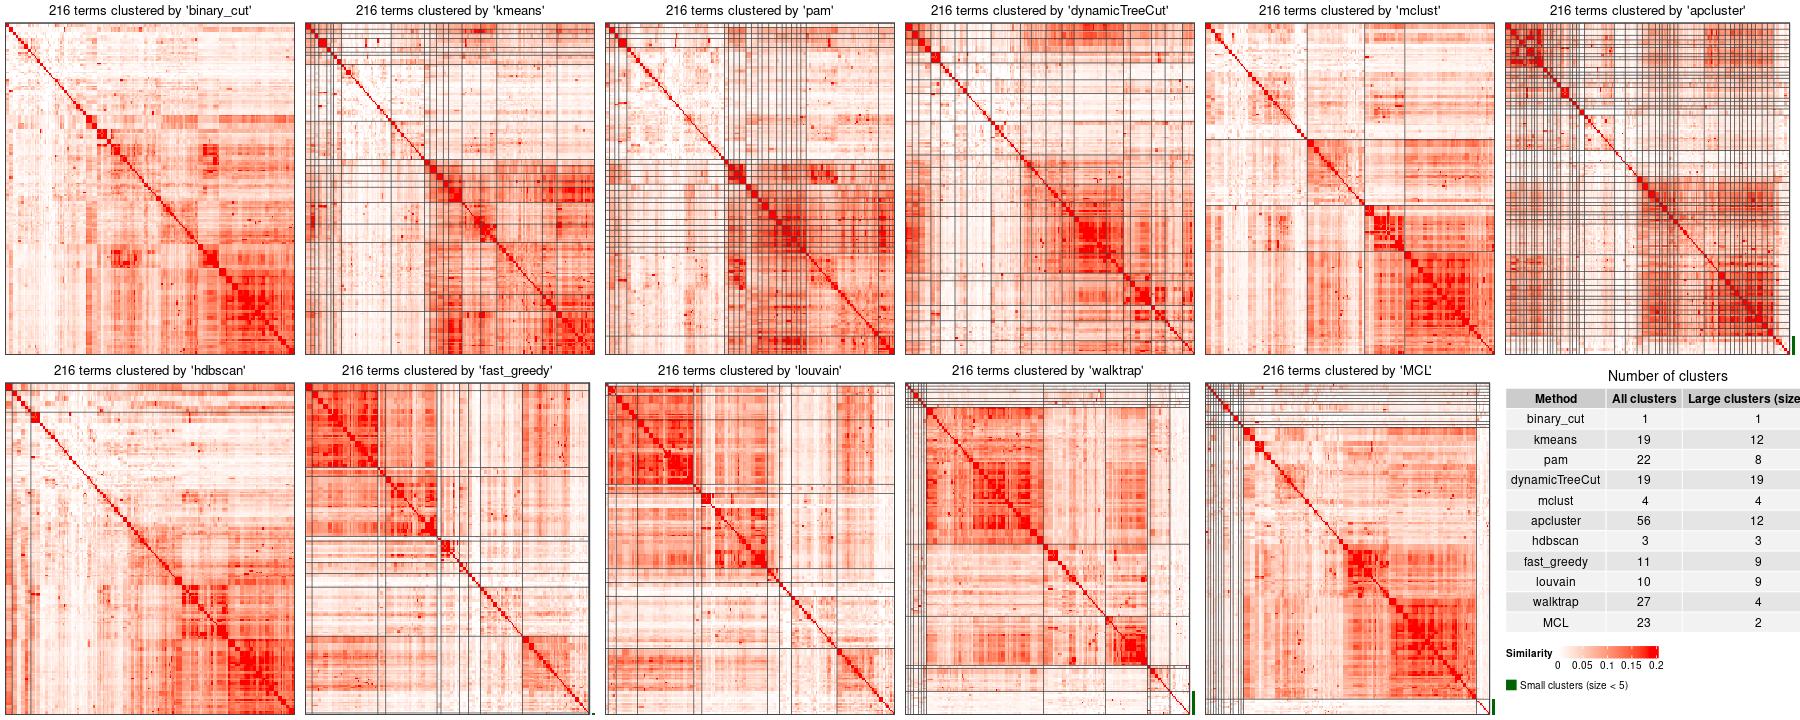 216 terms clustered by 'binary_cut'
216 terms clustered by 'kmeans'
216 terms clustered by 'pam'
216 terms clustered by 'dynamicTreeCut'
216 terms clustered by 'mclust'
216 terms clustered by 'apcluster'
216 terms clustered by 'hdbscan'
216 terms clustered by 'fast_greedy'
216 terms clustered by 'louvain'
216 terms clustered by 'walktrap'
216 terms clustered by 'MCL'
Number of clusters
Method All clusters Large clusters (size
binary_cut 1 1
kmeans 19 12
pam 22 8
dynamicTreeCut 19 19
mclust 4 4
apcluster 56 12
hdbscan 3 3
fast_greedy 11 9
louvain 10 9
walktrap 27 4
MCL 23 2
Similarity
0 0.05 0.1 0.15 0.2
Small clusters (size < 5)